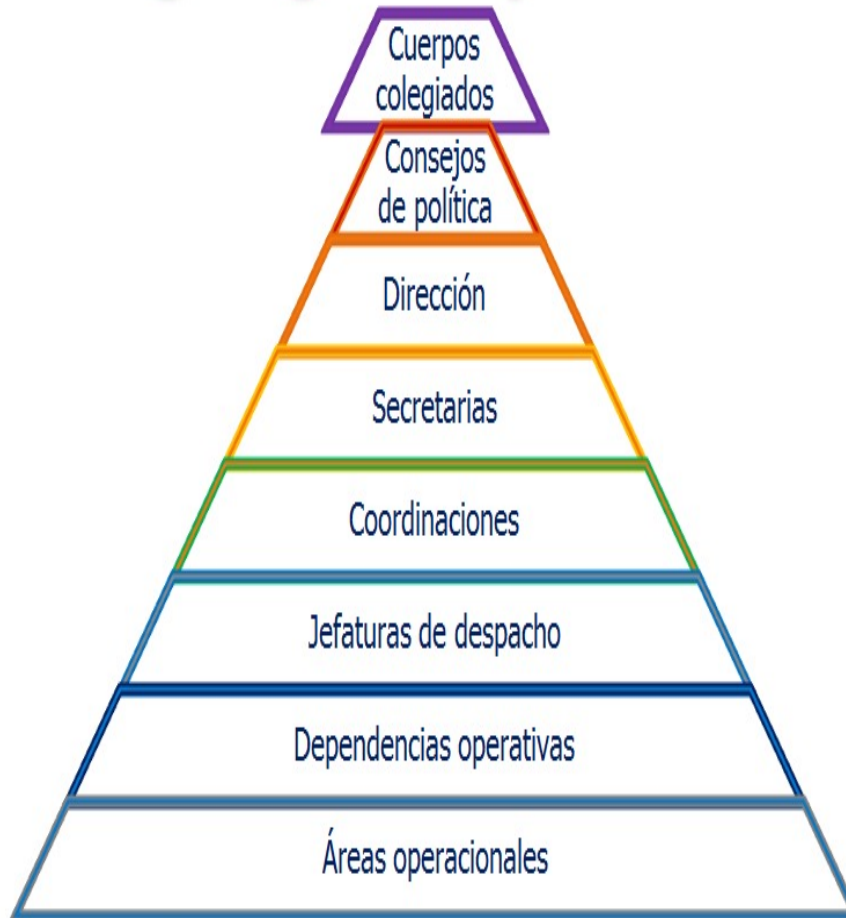 Cuerpos
colegiados
Consejos
de política
Dirección
Secretarias
Coordinaciones
Jefaturas de despacho
Dependencias operativas
Áreas operacionales